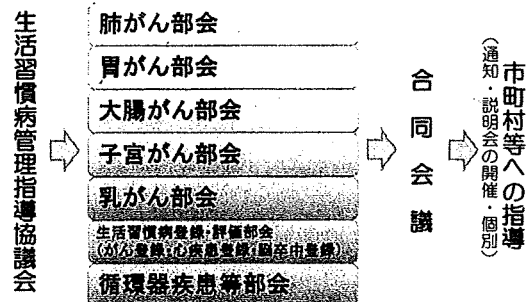 生活習慣病管理指導協議会
肺がん部会
胃がん部会
大腸がん部会
子宮がん部会
乳がん部会
生活習慣病登録・評価部会
(がん登録・心疾患登録・脳卒中登録)
循環器疾患等部会
合同会議
市町村等への指導
(通知・説明会の開催・個別)